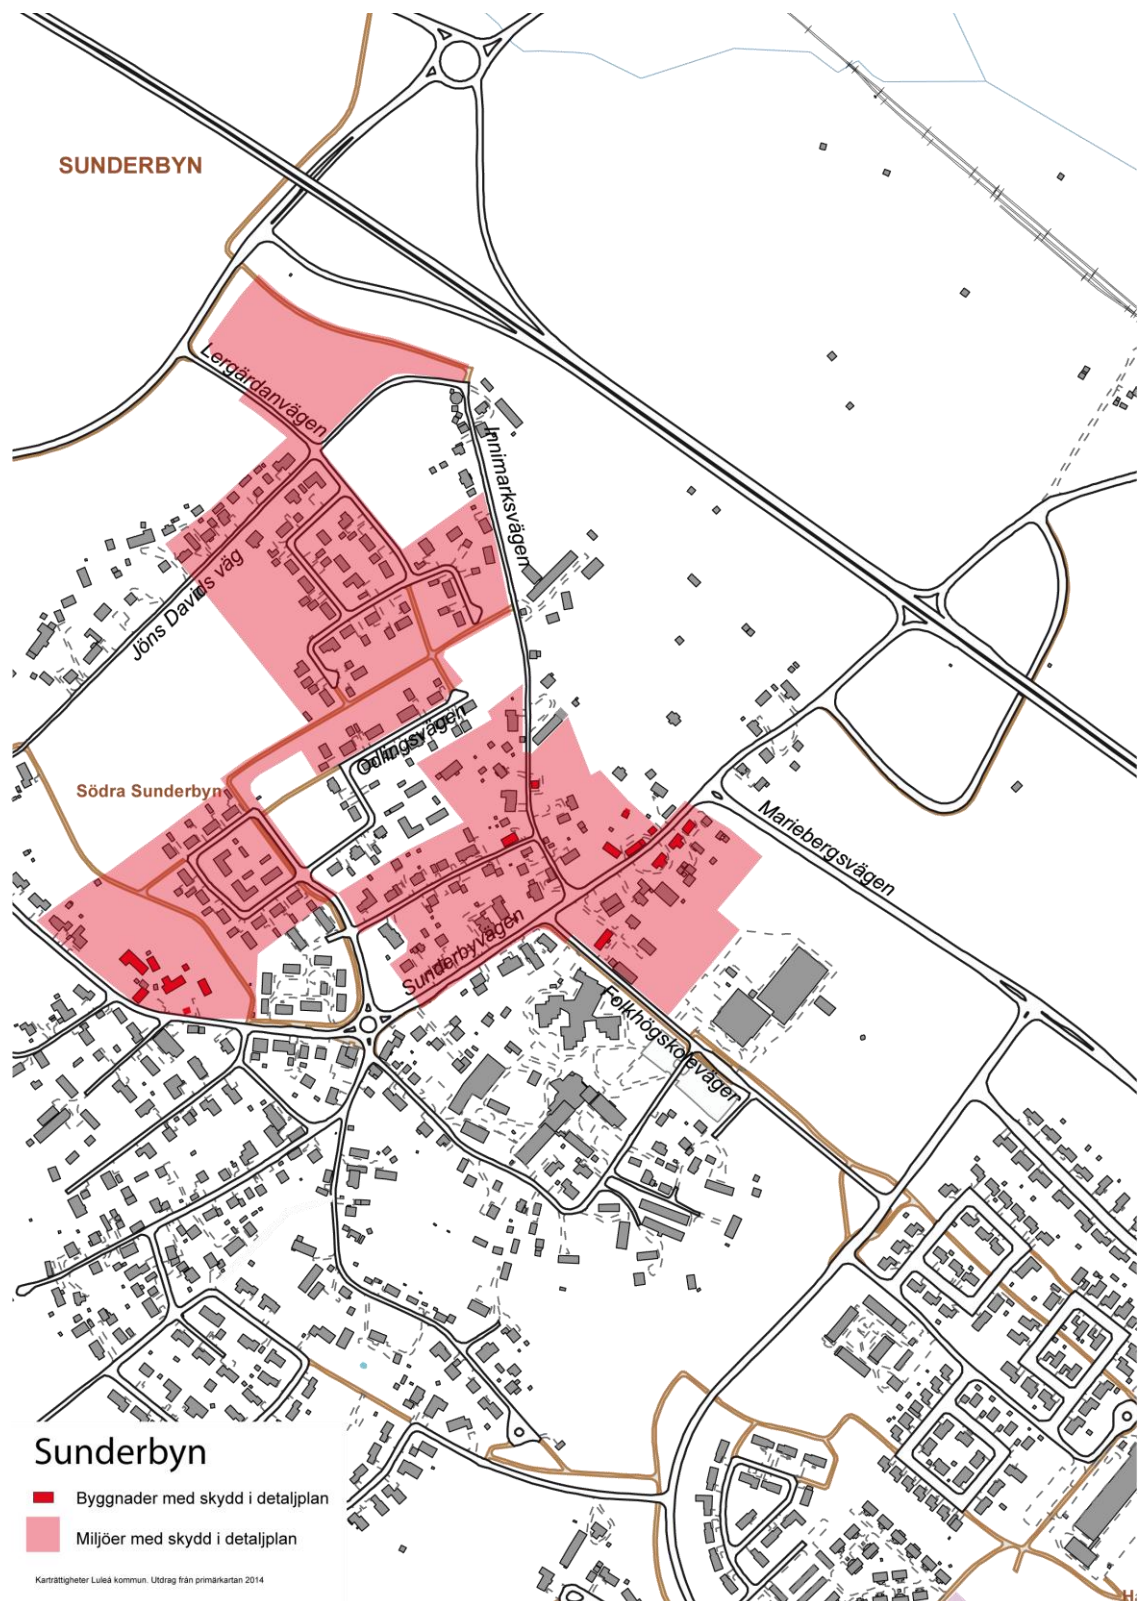 SUNDERBYN
Lergärdanvägen
Innimarksvägen
Jöns Davids väg
Odlingsvägen
Södra Sunderbyn
Mariebergsvägen
Sunderbyvägen
Folkhögskolevägen
Sunderbyn
Byggnader med skydd i detaljplan
Miljöer med skydd i detaljplan
Karträttigheter Luleå kommun. Utdrag från primärkartan 2014